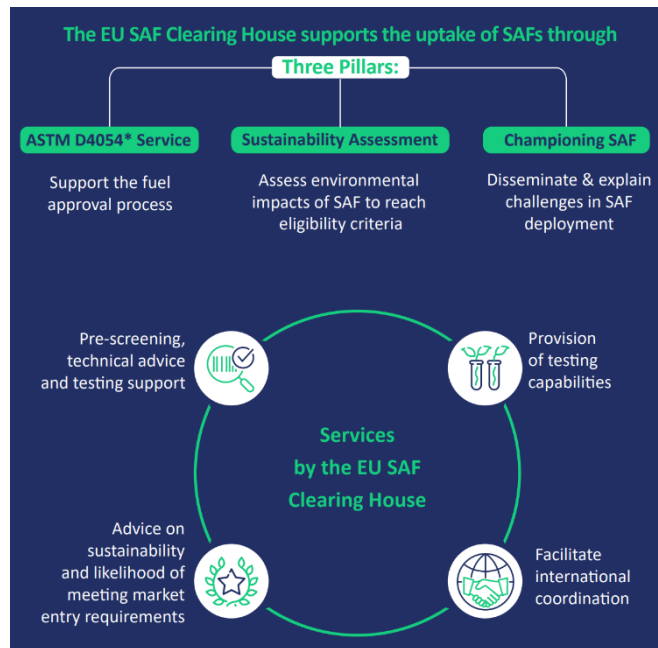 The EU SAF Clearing House supports the uptake of SAFs through
Three Pillars:
ASTM D4054* Service
Support the fuel
approval process
Sustainability Assessment
Assess environmental
impacts of SAF to reach
eligibility criteria
Championing SAF
Disseminate & explain
challenges in SAF
deployment
Pre-screening,
technical advice
and testing support
Provision
of testing
capabilities
Services
by the EU SAF
Clearing House
Advice on
sustainability
and likelihood of
meeting market
entry requirements
Facilitate
international
coordination